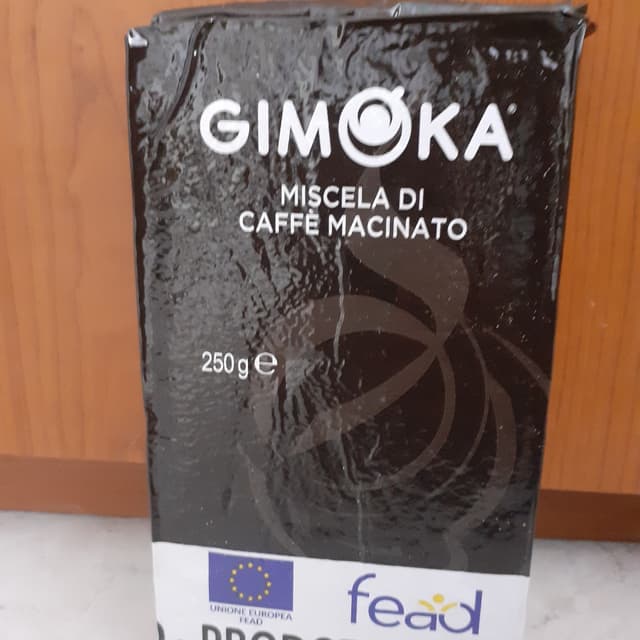 GIMOKA
MISCELA DI
CAFFÈ MACINATO
250 g ℮
UNIONE EUROPEA
FEAD
fead